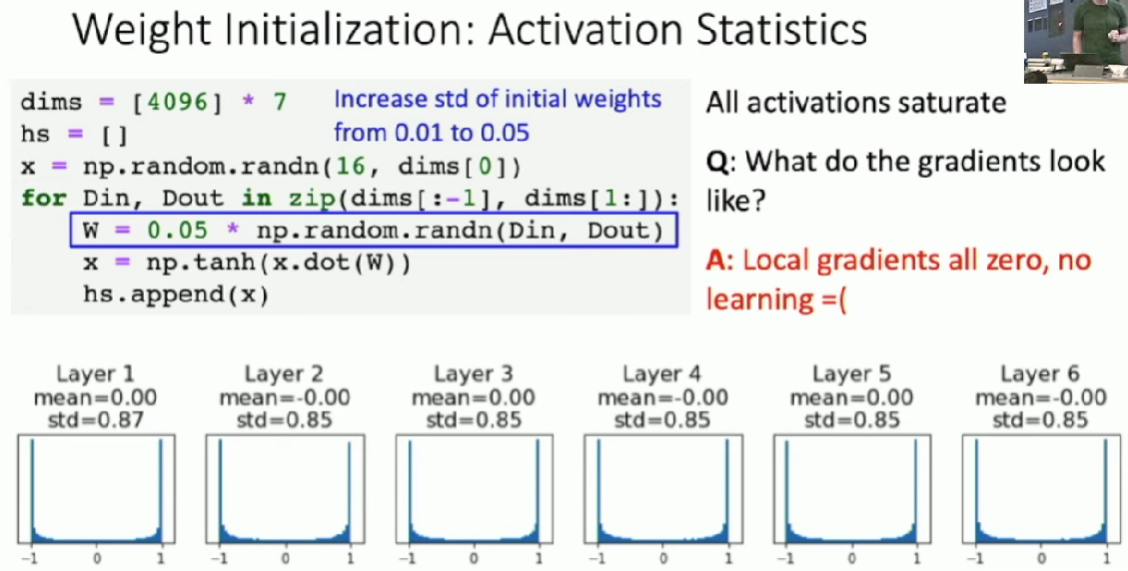 Weight Initialization: Activation Statistics
dims = [4096] * 7
hs = []
x = np.random.randn(16, dims[0])
for Din, Dout in zip(dims[:-1], dims[1:]):
W = 0.05 * np.random.randn(Din, Dout)
x = np.tanh(x.dot(W))
hs.append(x)
Increase std of initial weights
from 0.01 to 0.05
All activations saturate
Q: What do the gradients look
like?
A: Local gradients all zero, no
learning =(
Layer 1
mean=0.00
std=0.87
-1 0 1
Layer 2
mean=-0.00
std=0.85
-1 0 1
Layer 3
mean=0.00
std=0.85
-1 0 1
Layer 4
mean=-0.00
std=0.85
-1 0 1
Layer 5
mean=0.00
std=0.85
-1 0 1
Layer 6
mean=-0.00
std=0.85
-1 0 1